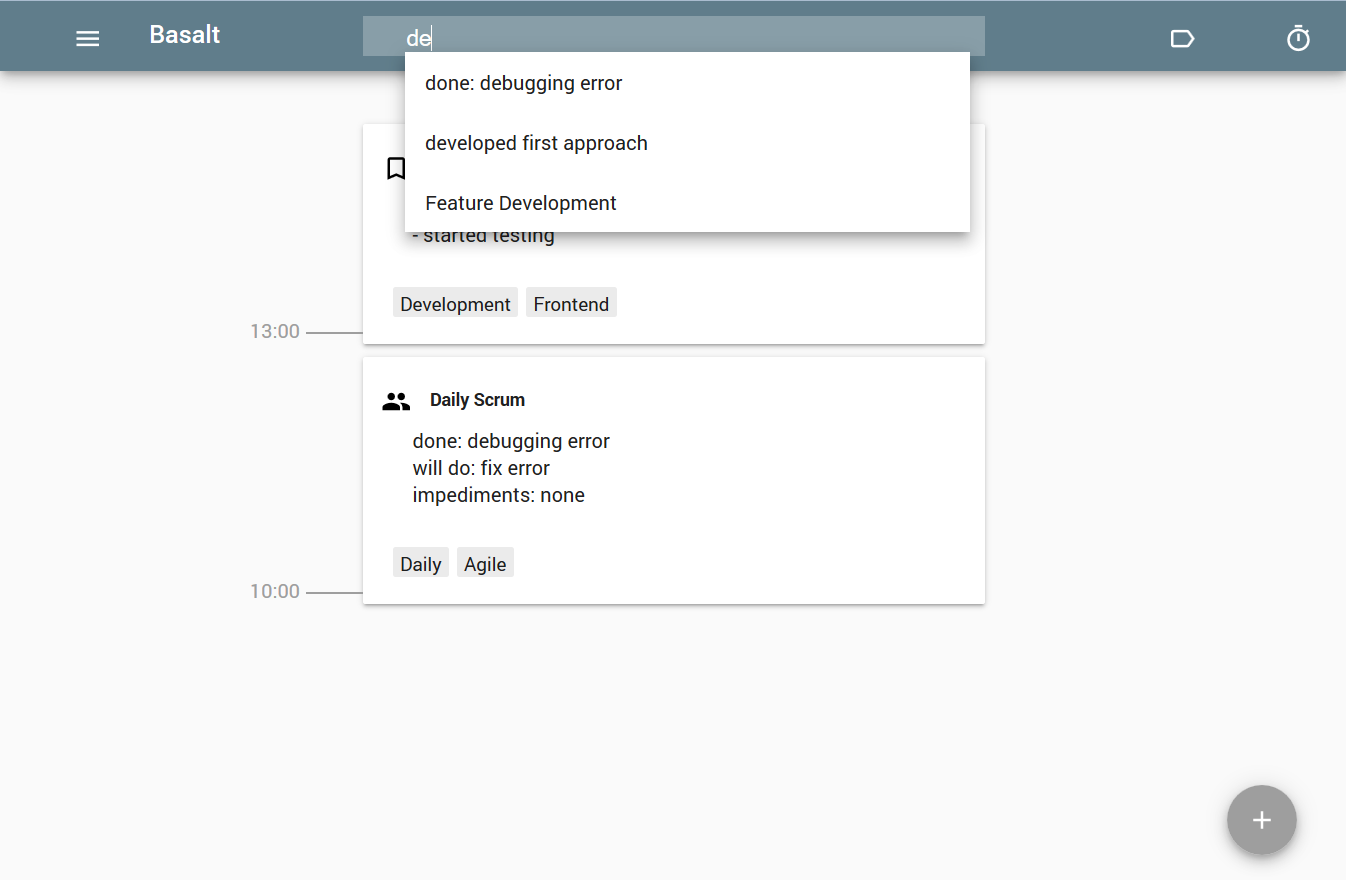 Basalt
de
done: debugging error
developed first approach
Feature Development
- started testing
Development Frontend
13:00
Daily Scrum
done: debugging error
will do: fix error
impediments: none
Daily Agile
10:00